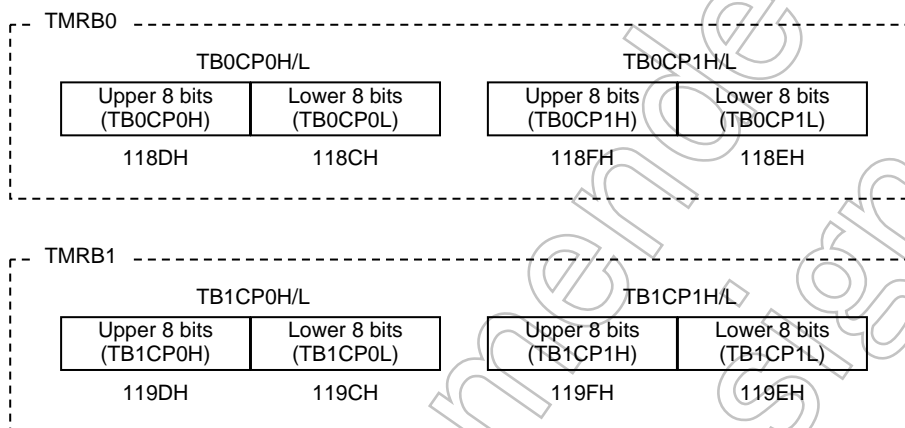 TMRB0
TB0CP0H/L TB0CP1H/L
Upper 8 bits Lower 8 bits Upper 8 bits Lower 8 bits
(TB0CP0H) (TB0CP0L) (TB0CP1H) (TB0CP1L)
118DH 118CH 118FH 118EH
TMRB1
TB1CP0H/L TB1CP1H/L
Upper 8 bits Lower 8 bits Upper 8 bits Lower 8 bits
(TB1CP0H) (TB1CP0L) (TB1CP1H) (TB1CP1L)
119DH 119CH 119FH 119EH